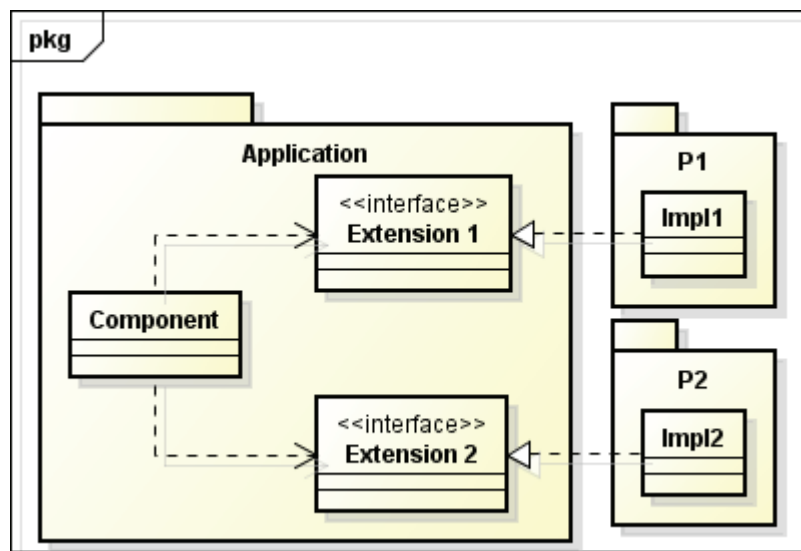 pkg
Application
<<interface>>
Extension 1
Component
<<interface>>
Extension 2
P1
Impl1
P2
Impl2